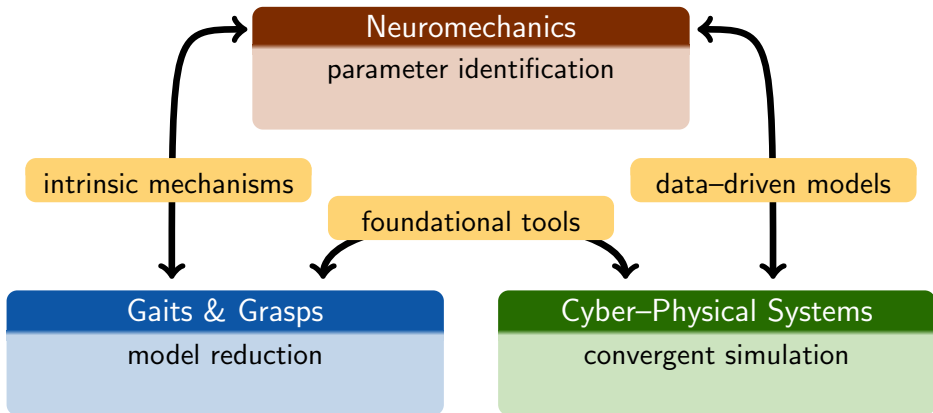 Neuromechanics
parameter identification
intrinsic mechanisms
data–driven models
foundational tools
Gaits & Grasps
model reduction
Cyber–Physical Systems
convergent simulation